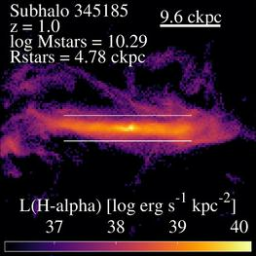 Subhalo 345185
9.6 ckpc
z = 1.0
log Mstars = 10.29
Rstars = 4.78 ckpc
L(H-alpha) [log erg s⁻¹ kpc⁻²]
37 38 39 40